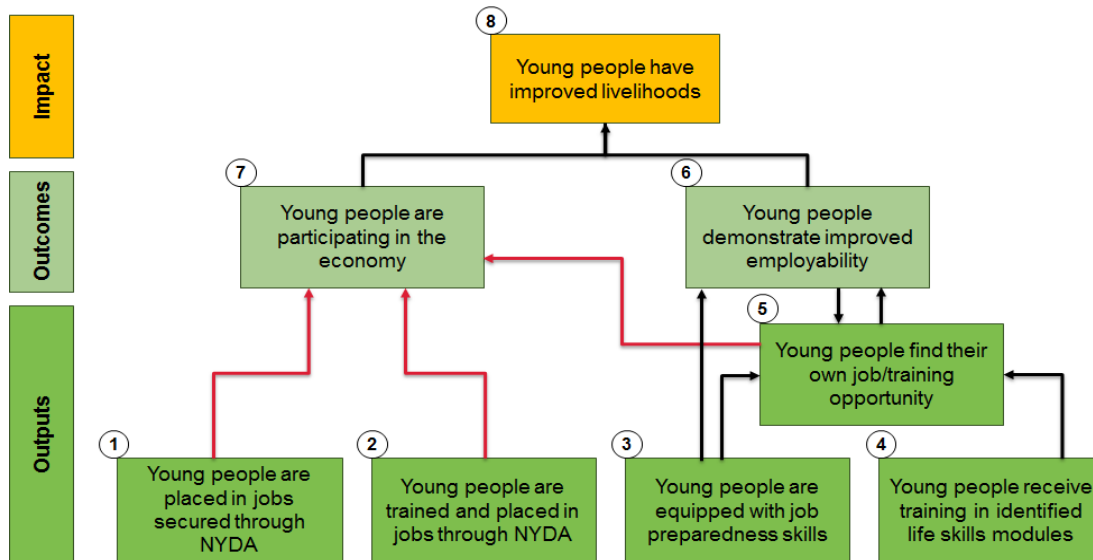 Impact
8
Young people have
improved livelihoods
Outcomes
7
Young people are
participating in the
economy
6
Young people
demonstrate improved
employability
Outputs
5
Young people find their
own job/training
opportunity
1
Young people are
placed in jobs
secured through
NYDA
2
Young people are
trained and placed in
jobs through NYDA
3
Young people are
equipped with job
preparedness skills
4
Young people receive
training in identified
life skills modules